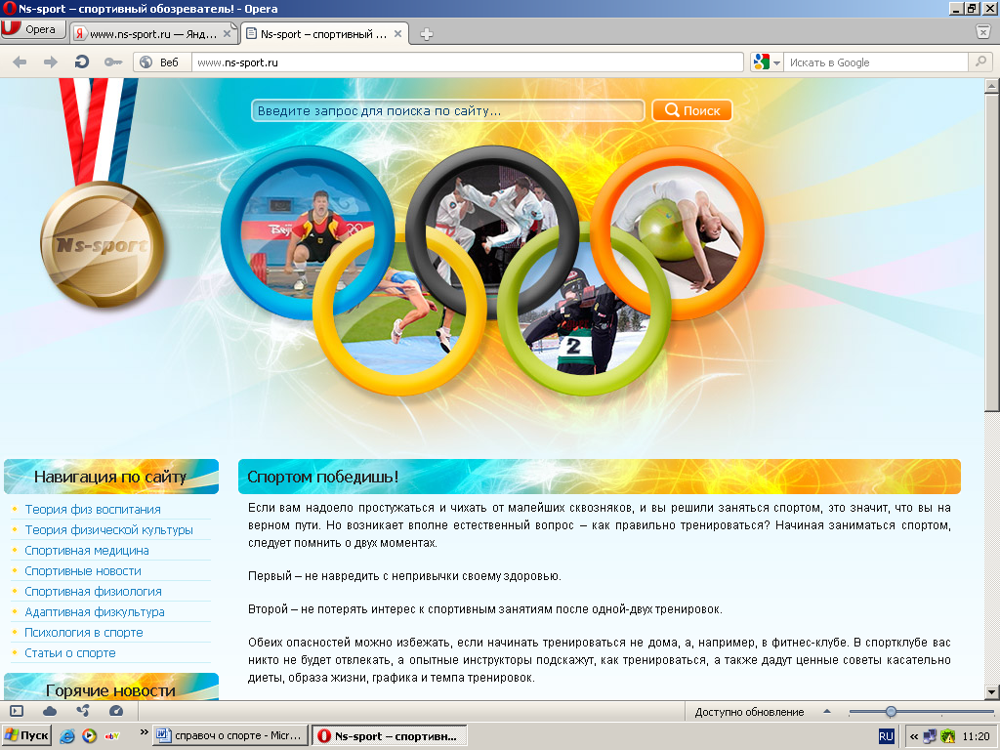 Ns-sport – спортивный обозреватель! - Opera
Opera
www.ns-sport.ru — Янд...
Ns-sport – спортивный ...
Веб
www.ns-sport.ru
Искать в Google
Введите запрос для поиска по сайту...
Поиск
Ns-sport
2
Навигация по сайту
Теория физ воспитания
Теория физической культуры
Спортивная медицина
Спортивные новости
Спортивная физиология
Адаптивная физкультура
Психология в спорте
Статьи о спорте
Горячие новости
Спортом победишь!
Если вам надоело простужаться и чихать от малейших сквозняков, и вы решили заняться спортом, это значит, что вы на
верном пути. Но возникает вполне естественный вопрос – как правильно тренироваться? Начиная заниматься спортом,
следует помнить о двух моментах.
Первый – не навредить с непривычки своему здоровью.
Второй – не потерять интерес к спортивным занятиям после одной-двух тренировок.
Обеих опасностей можно избежать, если начинать тренироваться не дома, а, например, в фитнес-клубе. В спортклубе вас
никто не будет отвлекать, а опытные инструкторы подскажут, как тренироваться, а также дадут ценные советы касательно
диеты, образа жизни, графика и темпа тренировок.
Доступно обновление
Пуск
»
справоч о спорте - Micr...
Ns-sport – спортивн...
RU
«
11:20